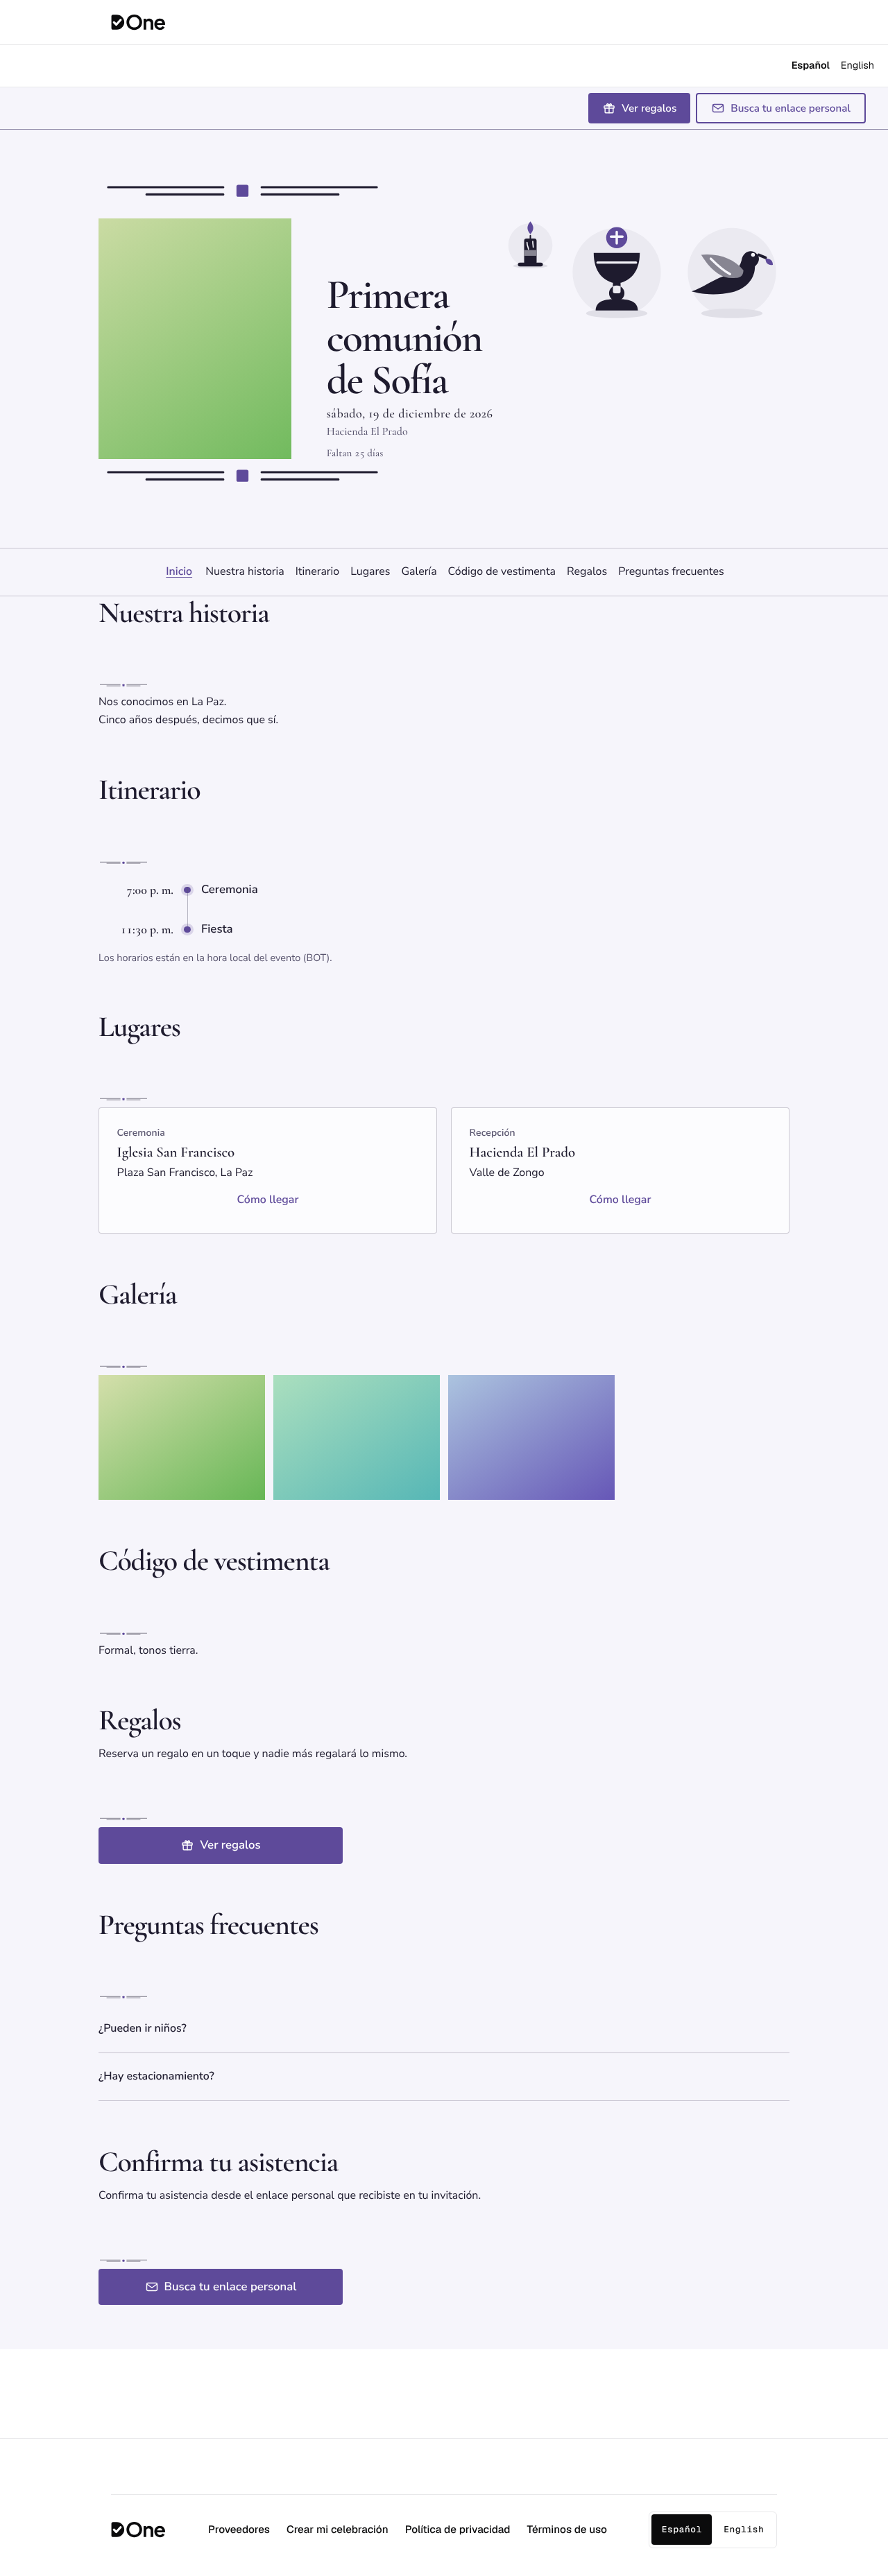 One
Español English
Ver regalos Busca tu enlace personal
Primera
comunión
de Sofía
sábado, 19 de diciembre de 2026
Hacienda El Prado
Faltan 25 días
Inicio Nuestra historia Itinerario Lugares Galería Código de vestimenta Regalos Preguntas frecuentes
Nuestra historia
Nos conocimos en La Paz.
Cinco años después, decimos que sí.
Itinerario
7:00 p. m. Ceremonia
11:30 p. m. Fiesta
Los horarios están en la hora local del evento (BOT).
Lugares
Ceremonia
Iglesia San Francisco
Plaza San Francisco, La Paz
Cómo llegar
Recepción
Hacienda El Prado
Valle de Zongo
Cómo llegar
Galería
Código de vestimenta
Formal, tonos tierra.
Regalos
Reserva un regalo en un toque y nadie más regalará lo mismo.
Ver regalos
Preguntas frecuentes
¿Pueden ir niños?
¿Hay estacionamiento?
Confirma tu asistencia
Confirma tu asistencia desde el enlace personal que recibiste en tu invitación.
Busca tu enlace personal
One Proveedores Crear mi celebración Política de privacidad Términos de uso Español English